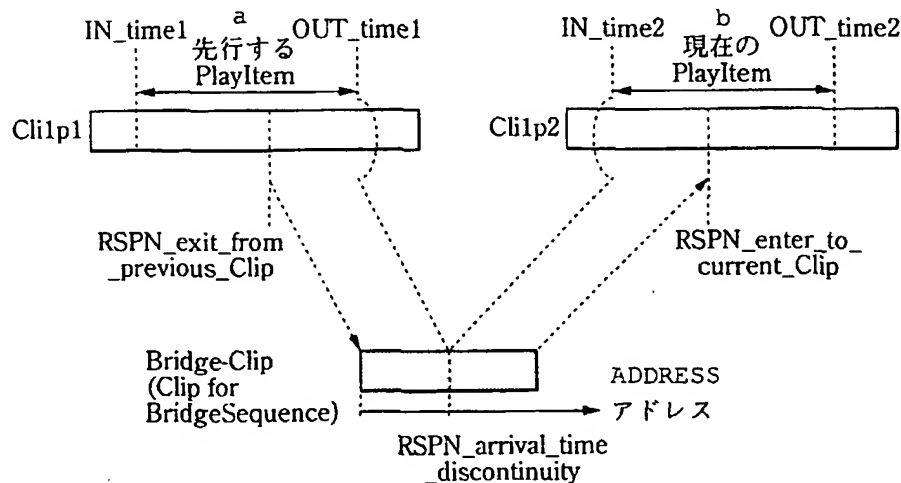 a
IN_time1
先行する
OUT_time1
PlayItem
b
IN_time2
現在の
OUT_time2
PlayItem
Cli1p1
Cli1p2
RSPN_exit_from
_previous_Clip
RSPN_enter_to_
current_Clip
Bridge-Clip
(Clip for
BridgeSequence)
ADDRESS
アドレス
RSPN_arrival_time
_discontinuity